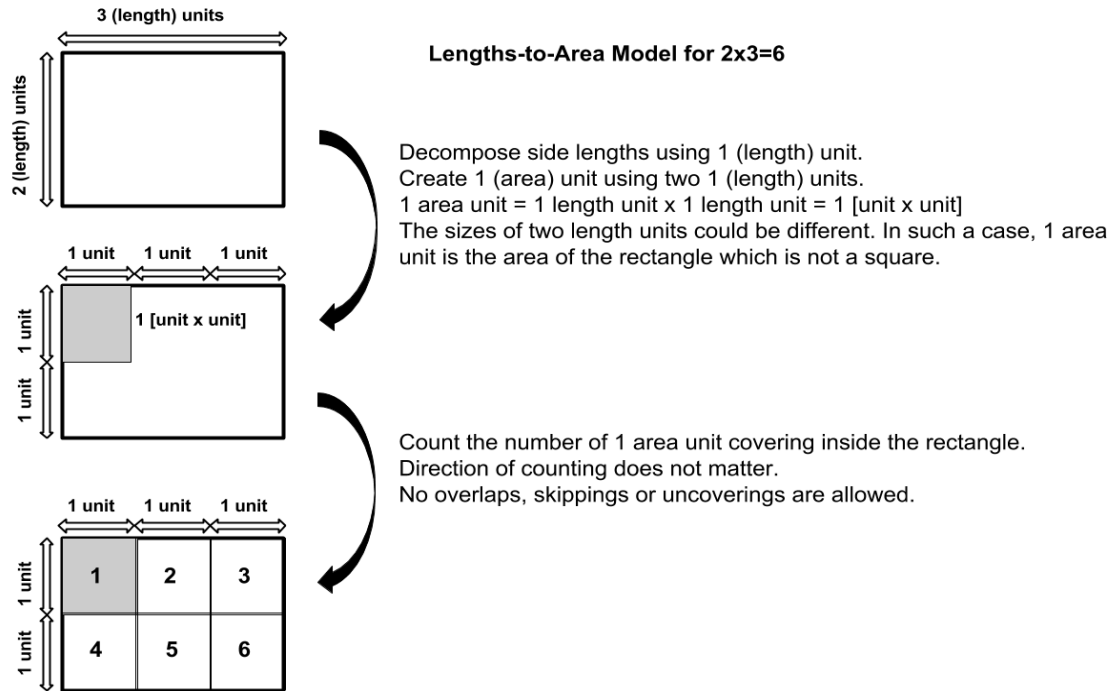 3 (length) units
Lengths-to-Area Model for 2x3=6
2 (length) units
Decompose side lengths using 1 (length) unit.
Create 1 (area) unit using two 1 (length) units.
1 area unit = 1 length unit x 1 length unit = 1 [unit x unit]
The sizes of two length units could be different. In such a case, 1 area
unit is the area of the rectangle which is not a square.
1 unit 1 unit 1 unit
1 unit
1 [unit x unit]
1 unit
Count the number of 1 area unit covering inside the rectangle.
Direction of counting does not matter.
No overlaps, skippings or uncoverings are allowed.
1 unit 1 unit 1 unit
1 unit
1 2 3
1 unit
4 5 6